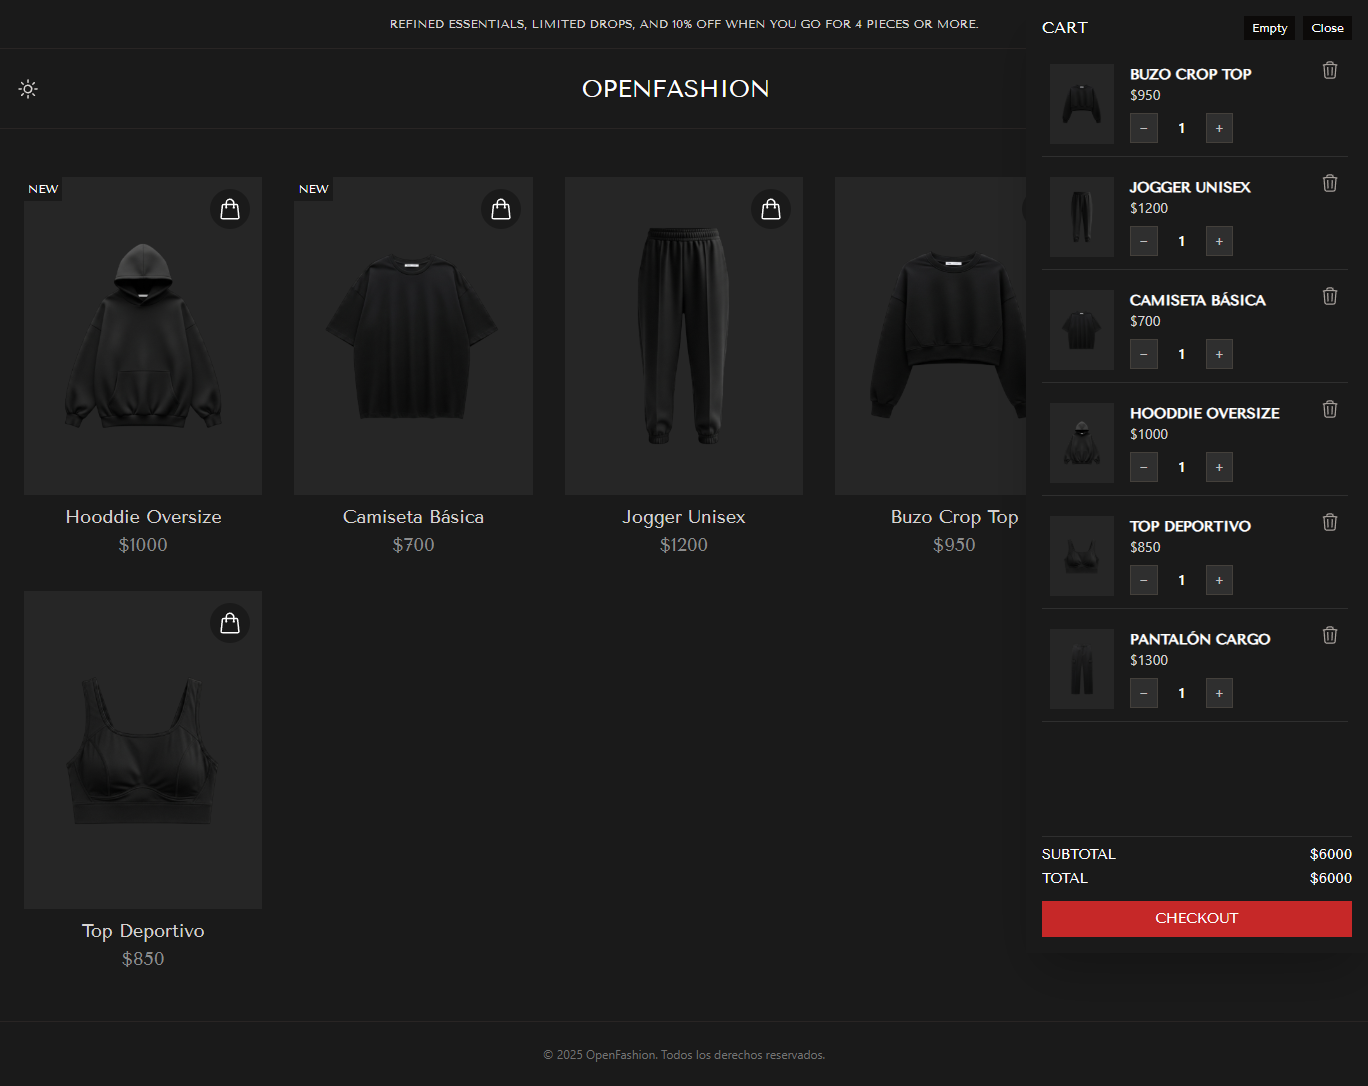 REFINED ESSENTIALS, LIMITED DROPS, AND 10% OFF WHEN YOU GO FOR 4 PIECES OR MORE.
OPENFASHION
NEW
NEW
Hooddie Oversize
$1000
Camiseta Básica
$700
Jogger Unisex
$1200
Buzo Crop Top
$950
Top Deportivo
$850
CART
Empty
Close
BUZO CROP TOP
$950
− 1 +
JOGGER UNISEX
$1200
− 1 +
CAMISETA BÁSICA
$700
− 1 +
HOODDIE OVERSIZE
$1000
− 1 +
TOP DEPORTIVO
$850
− 1 +
PANTALÓN CARGO
$1300
− 1 +
SUBTOTAL $6000
TOTAL $6000
CHECKOUT
© 2025 OpenFashion. Todos los derechos reservados.